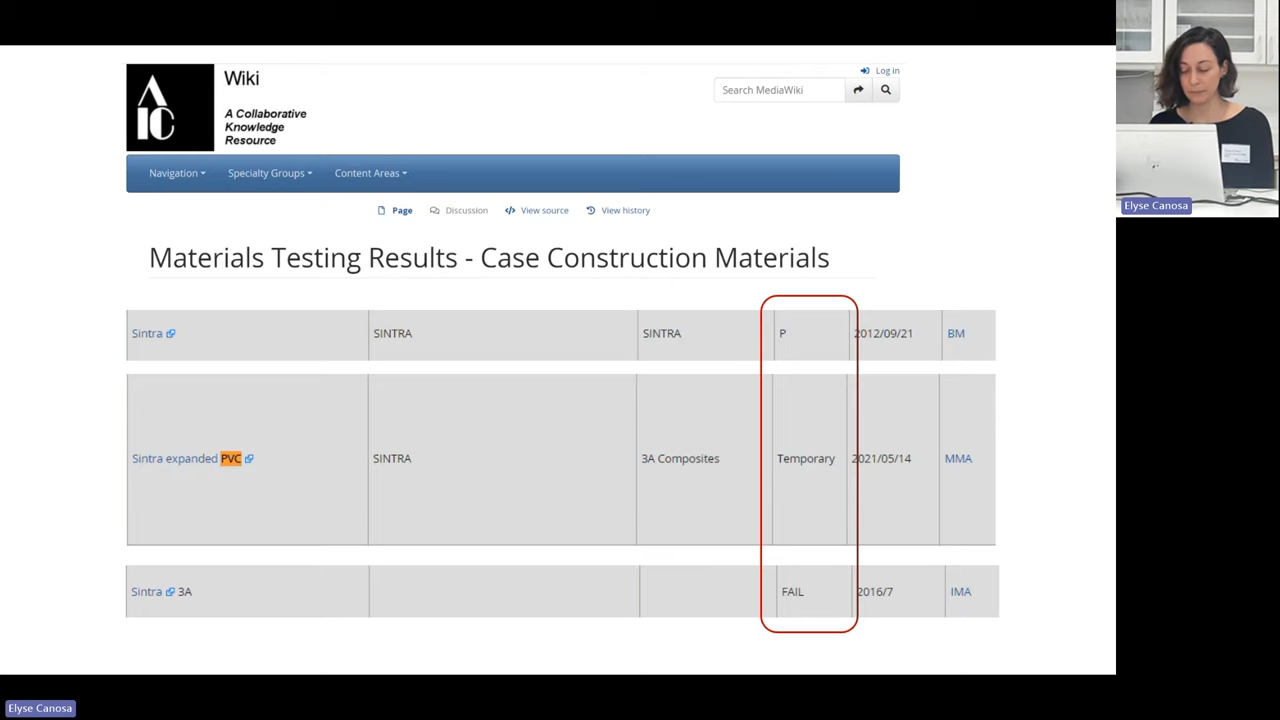 AIC
Wiki
A Collaborative
Knowledge
Resource
Log in
Search MediaWiki
Navigation
Specialty Groups
Content Areas
Page
Discussion
View source
View history
Materials Testing Results - Case Construction Materials
Sintra SINTRA SINTRA P 2012/09/21 BM
Sintra expanded PVC SINTRA 3A Composites Temporary 2021/05/14 MMA
Sintra 3A FAIL 2016/7 IMA
Elyse Canosa
Elyse Canosa